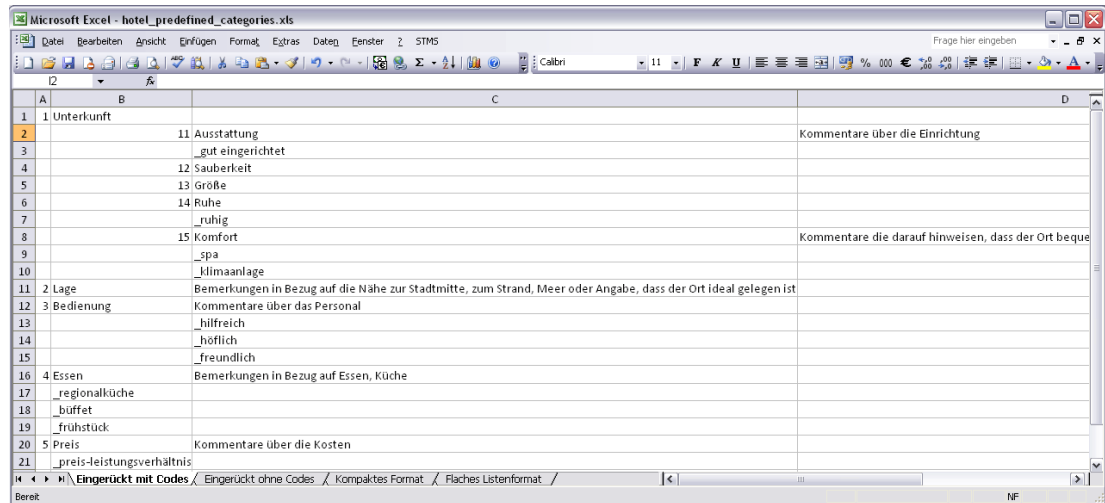 Microsoft Excel - hotel_predefined_categories.xls
Datei Bearbeiten Ansicht Einfügen Format Extras Daten Fenster ? STMS Frage hier eingeben
Calibri 11 F K U % 000 €
I2 fx
A B C D
1 1 Unterkunft
2 11 Ausstattung Kommentare über die Einrichtung
3 _gut eingerichtet
4 12 Sauberkeit
5 13 Größe
6 14 Ruhe
7 _ruhig
8 15 Komfort Kommentare die darauf hinweisen, dass der Ort beque
9 _spa
10 _klimaanlage
11 2 Lage Bemerkungen in Bezug auf die Nähe zur Stadtmitte, zum Strand, Meer oder Angabe, dass der Ort ideal gelegen ist
12 3 Bedienung Kommentare über das Personal
13 _hilfreich
14 _höflich
15 _freundlich
16 4 Essen Bemerkungen in Bezug auf Essen, Küche
17 _regionalküche
18 _büffet
19 _frühstück
20 5 Preis Kommentare über die Kosten
21 _preis-leistungsverhältnis
Eingerückt mit Codes / Eingerückt ohne Codes / Kompaktes Format / Flaches Listenformat /
Bereit NF